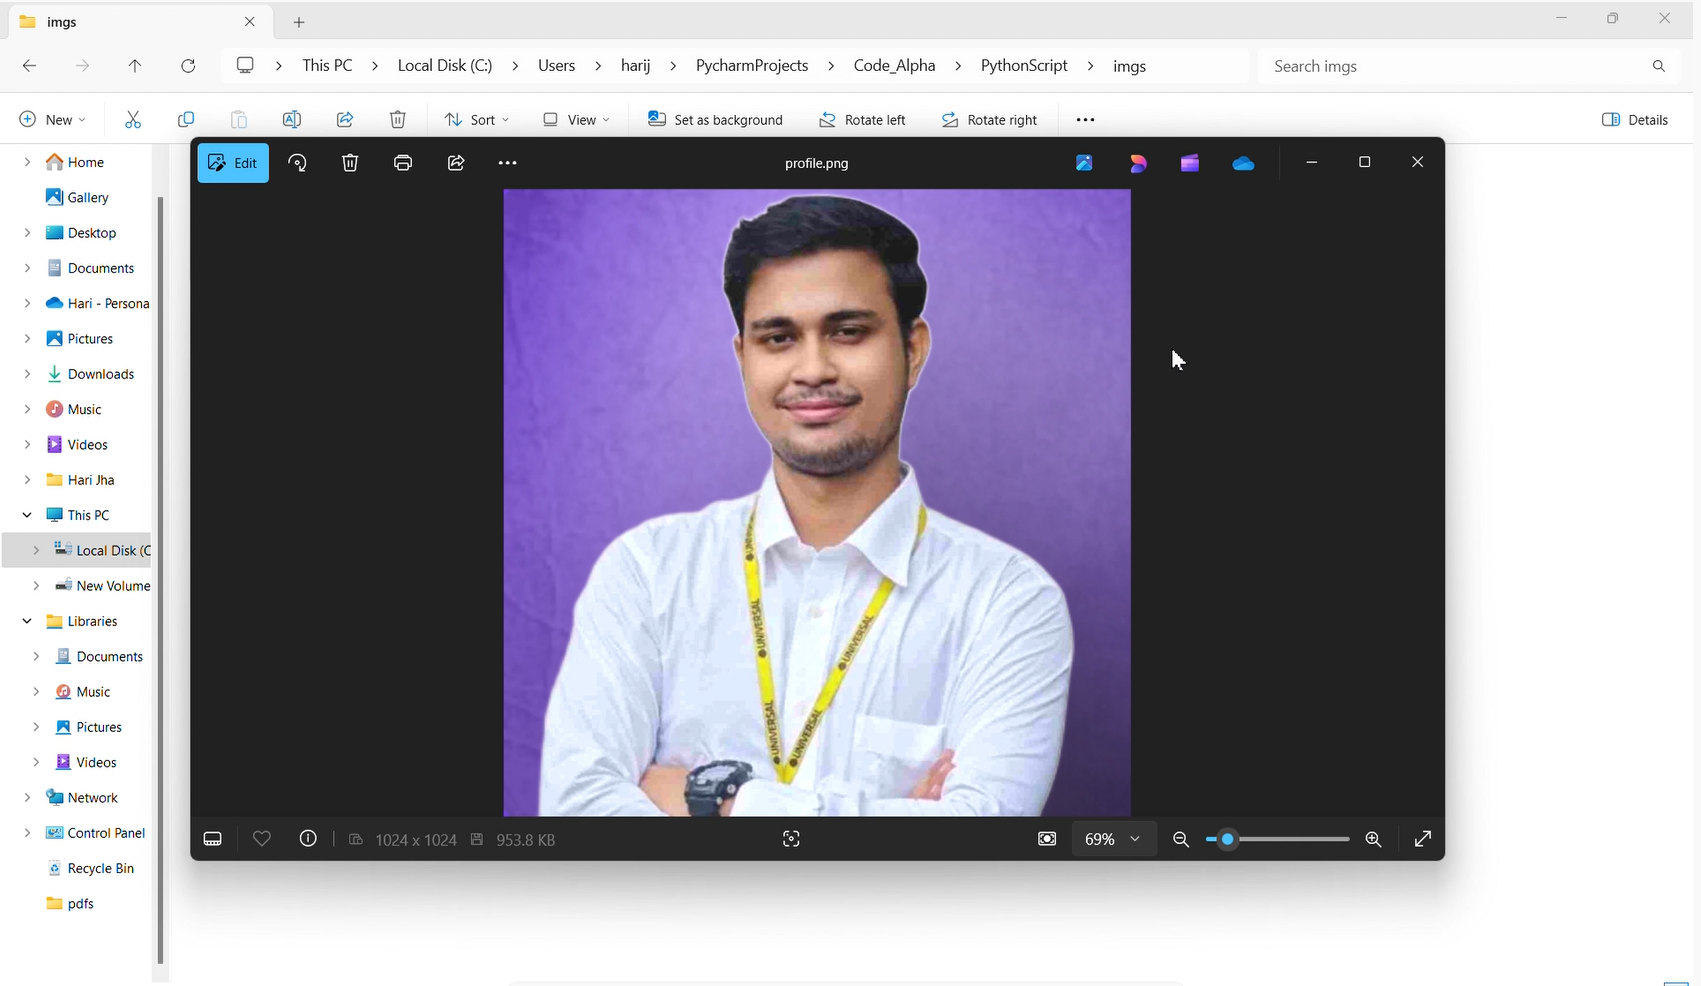 imgs
This PC > Local Disk (C:) > Users > harij > PycharmProjects > Code_Alpha > PythonScript > imgs
Search imgs
New
Sort
View
Set as background
Rotate left
Rotate right
Details
Home
Gallery
Desktop
Documents
Hari - Persona
Pictures
Downloads
Music
Videos
Hari Jha
This PC
Local Disk (C
New Volume
Libraries
Documents
Music
Pictures
Videos
Network
Control Panel
Recycle Bin
pdfs
Edit
profile.png
UNIVERSAL
UNIVERSAL
UNIVERSAL
UNIVERSAL
1024 x 1024
953.8 KB
69%